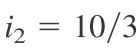 i₂ = 10/3